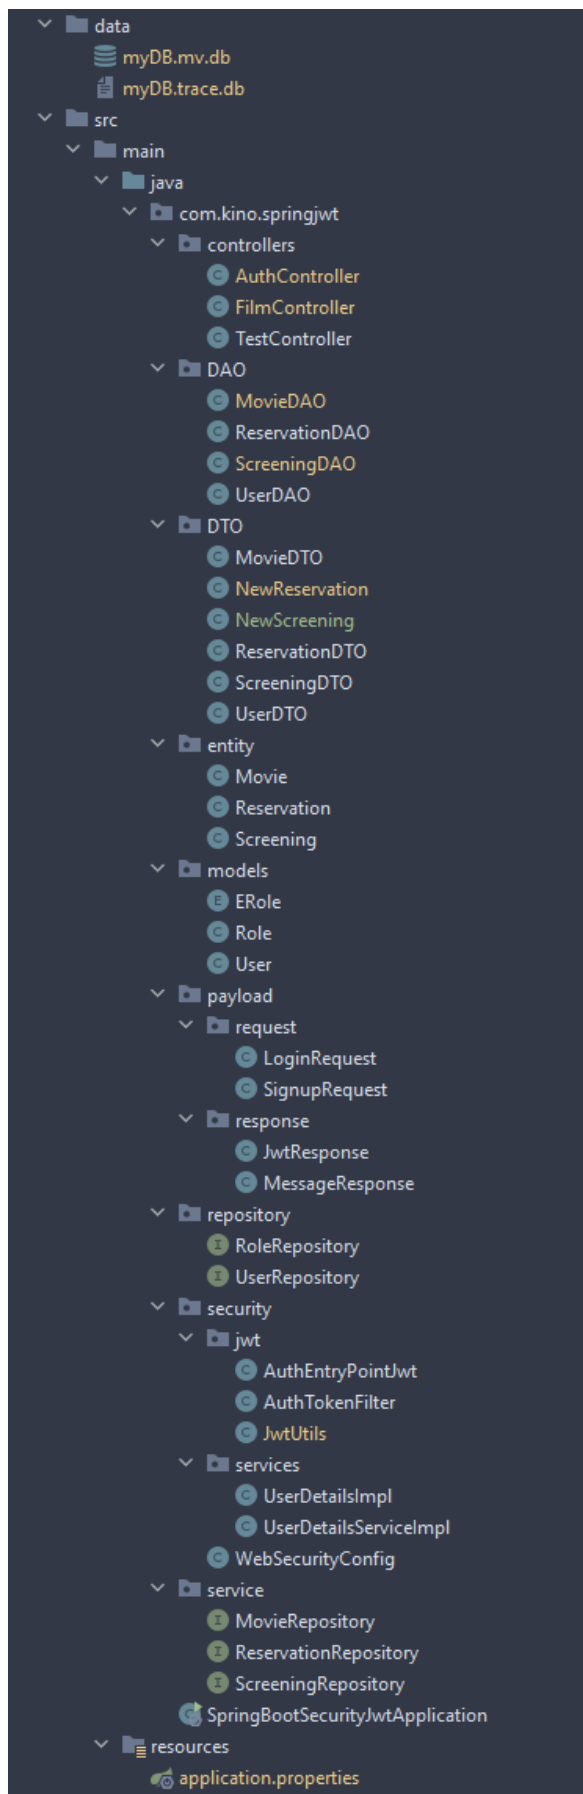 data
myDB.mv.db
myDB.trace.db
src
main
java
com.kino.springjwt
controllers
AuthController
FilmController
TestController
DAO
MovieDAO
ReservationDAO
ScreeningDAO
UserDAO
DTO
MovieDTO
NewReservation
NewScreening
ReservationDTO
ScreeningDTO
UserDTO
entity
Movie
Reservation
Screening
models
ERole
Role
User
payload
request
LoginRequest
SignupRequest
response
JwtResponse
MessageResponse
repository
RoleRepository
UserRepository
security
jwt
AuthEntryPointJwt
AuthTokenFilter
JwtUtils
services
UserDetailsImpl
UserDetailsServiceImpl
WebSecurityConfig
service
MovieRepository
ReservationRepository
ScreeningRepository
SpringBootSecurityJwtApplication
resources
application.properties